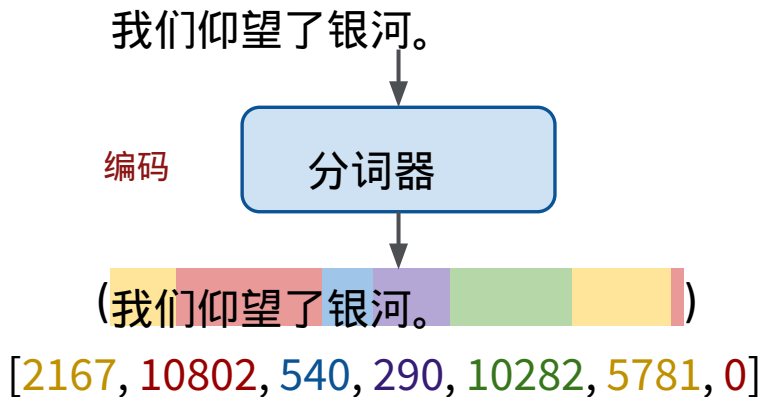 我们仰望了银河。
编码
分词器
(我们仰望了银河。)
[2167, 10802, 540, 290, 10282, 5781, 0]